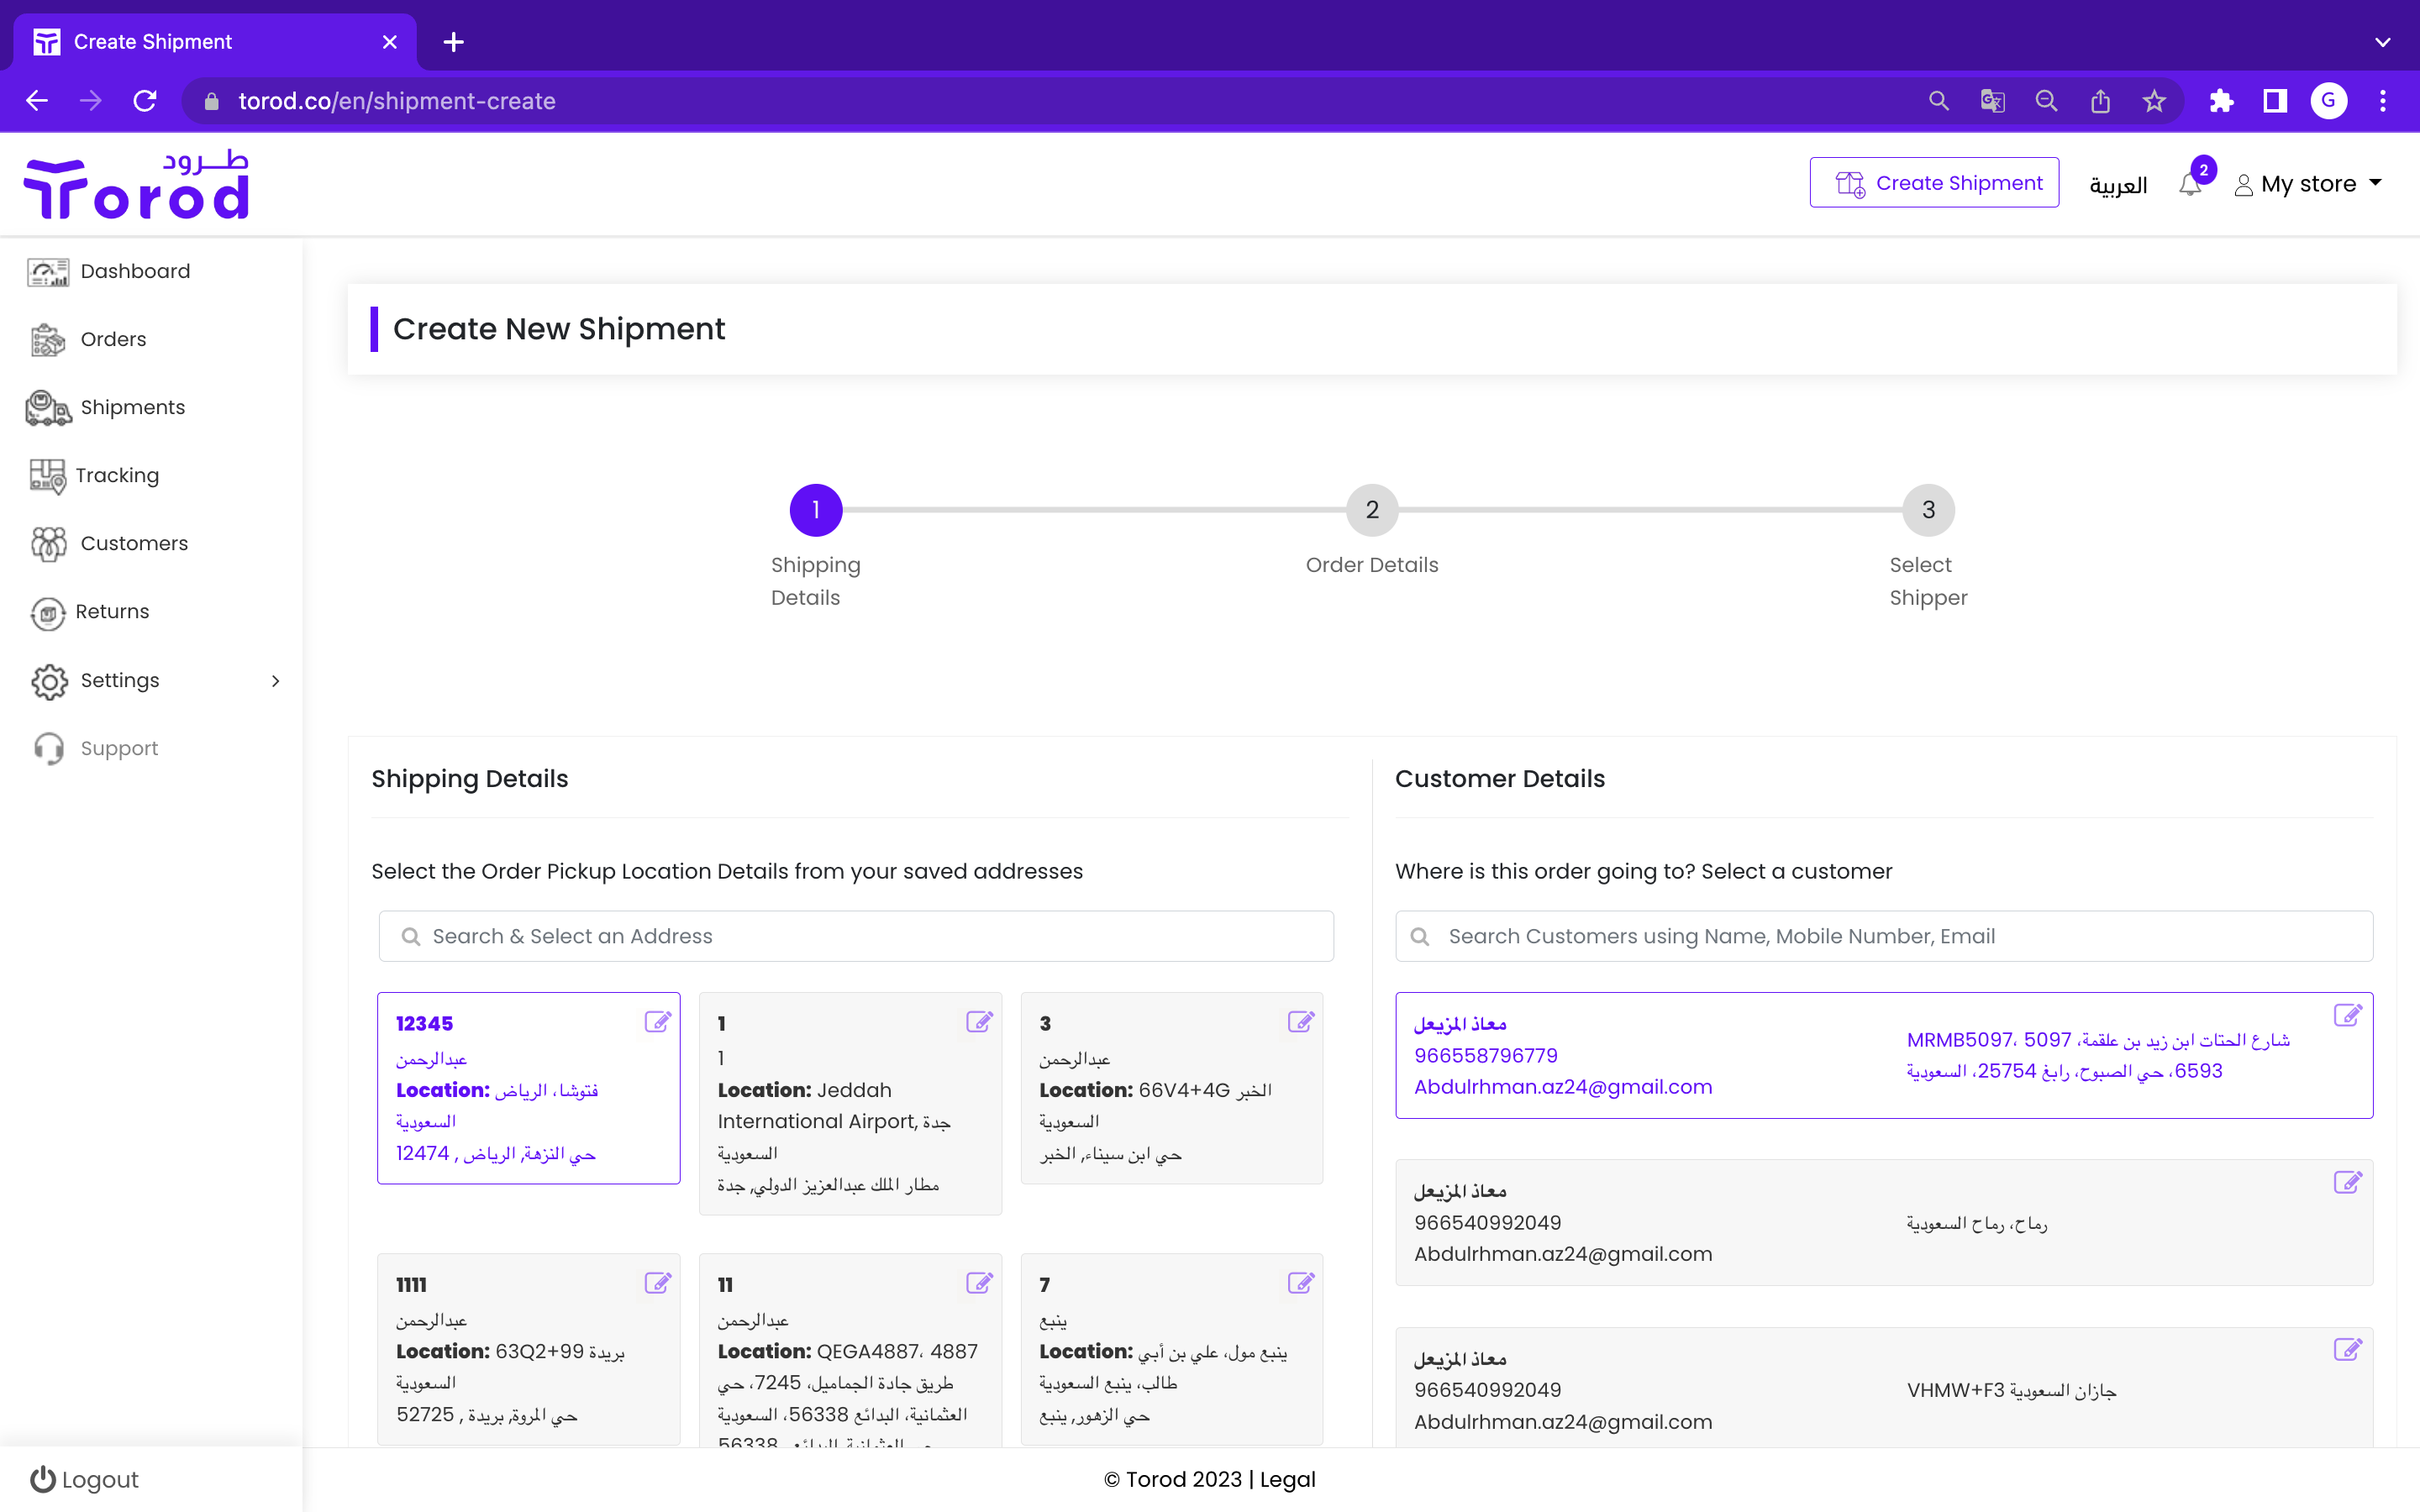 Create Shipment
torod.co/en/shipment-create
G
طرود
Torod
Create Shipment
العربية
2
My store
Dashboard
Orders
Shipments
Tracking
Customers
Returns
Settings
Support
Logout
Create New Shipment
1
2
3
Shipping
Details
Order Details
Select
Shipper
Shipping Details
Select the Order Pickup Location Details from your saved addresses
Search & Select an Address
12345
عبدالرحمن
Location: فتوشا، الرياض
السعودية
حي النزهة, الرياض , 12474
1
1
Location: Jeddah
International Airport, جدة
السعودية
مطار الملك عبدالعزيز الدولي, جدة
3
عبدالرحمن
Location: 66V4+4G الخبر
السعودية
حي ابن سيناء, الخبر
1111
عبدالرحمن
Location: 63Q2+99 بريدة
السعودية
حي المروة, بريدة , 52725
11
عبدالرحمن
Location: QEGA4887، 4887
طريق جادة الجماميل، 7245، حي
العثمانية، البدائع 56338، السعودية
7
ينبع
Location: ينبع مول، علي بن أبي
طالب، ينبع السعودية
حي الزهور, ينبع
Customer Details
Where is this order going to? Select a customer
Search Customers using Name, Mobile Number, Email
معاذ المزيعل
966558796779
Abdulrhman.az24@gmail.com
MRMB5097، 5097 شارع الحتات ابن زيد بن علقمة،
6593، حي الصبوح، رابغ 25754، السعودية
معاذ المزيعل
966540992049
Abdulrhman.az24@gmail.com
رماح، رماح السعودية
معاذ المزيعل
966540992049
Abdulrhman.az24@gmail.com
VHMW+F3 جازان السعودية
© Torod 2023 | Legal